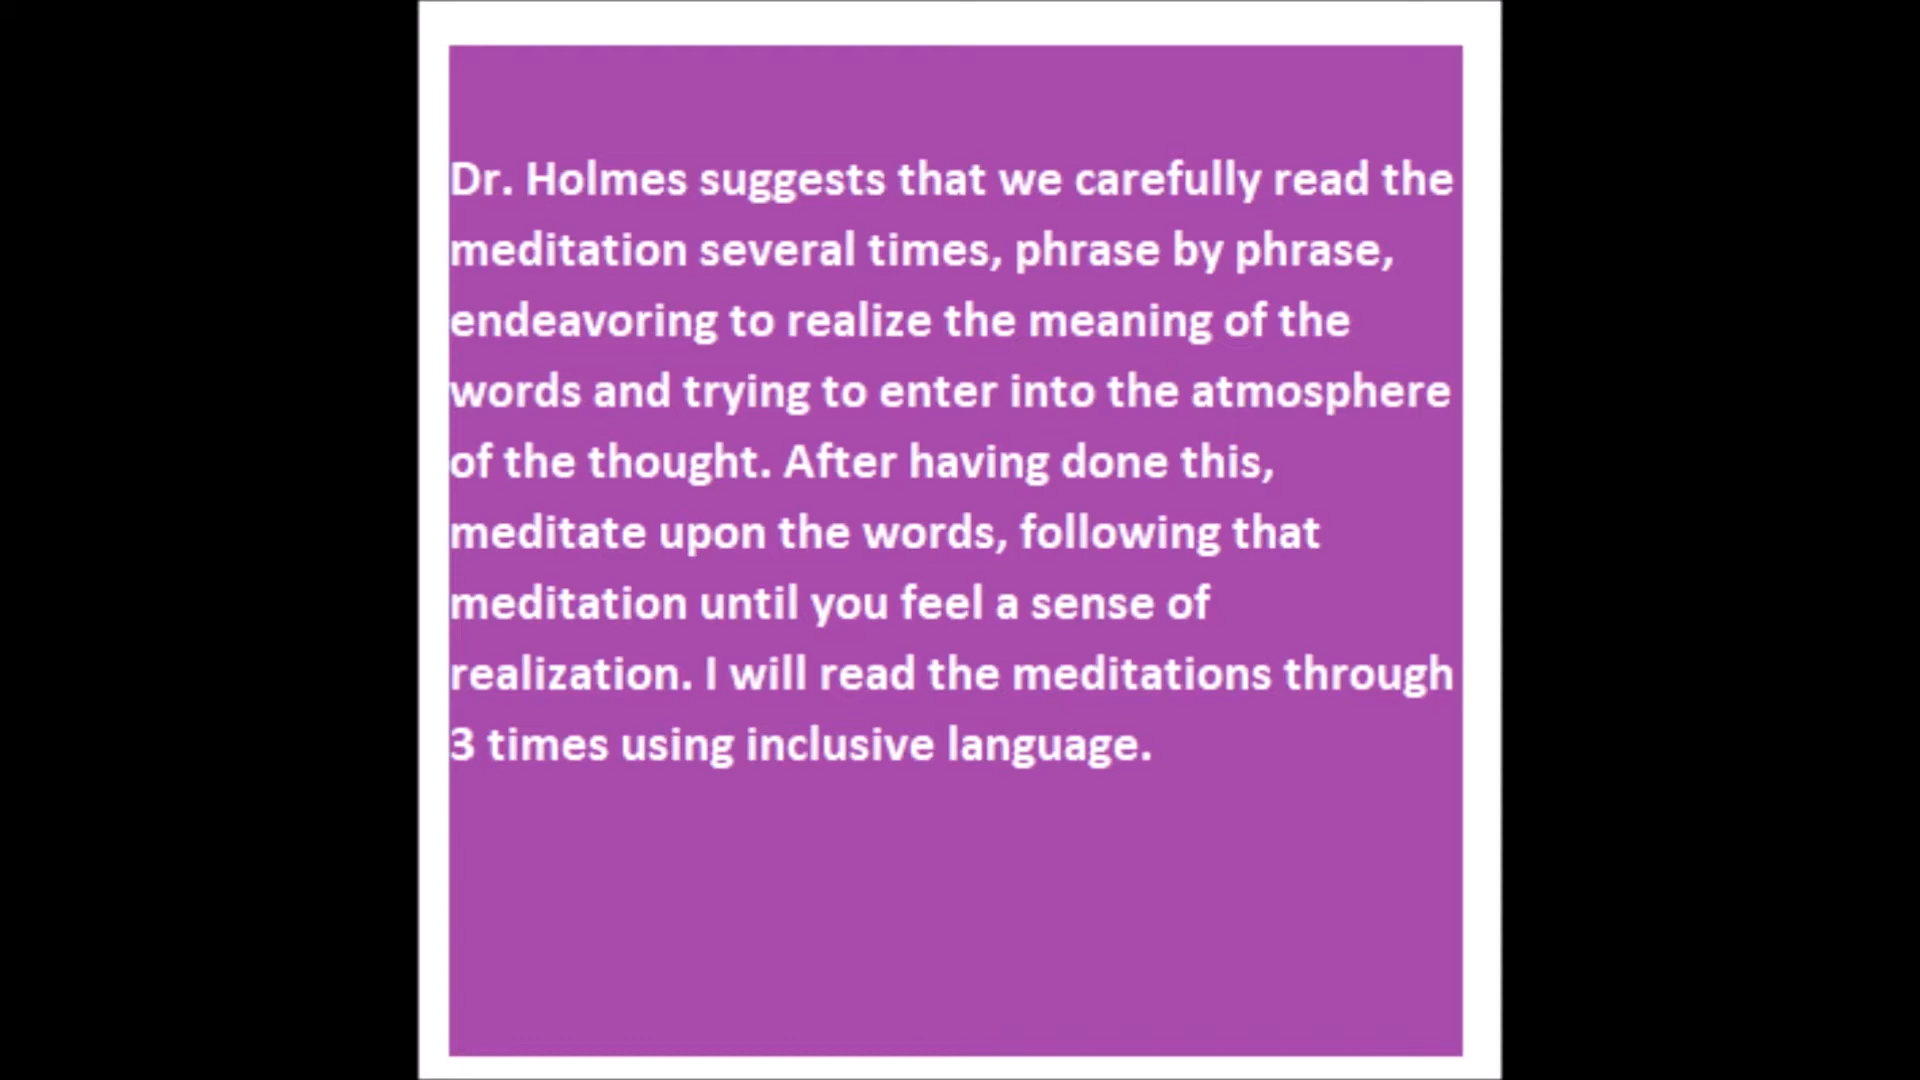 Dr. Holmes suggests that we carefully read the
meditation several times, phrase by phrase,
endeavoring to realize the meaning of the
words and trying to enter into the atmosphere
of the thought. After having done this,
meditate upon the words, following that
meditation until you feel a sense of
realization. I will read the meditations through
3 times using inclusive language.